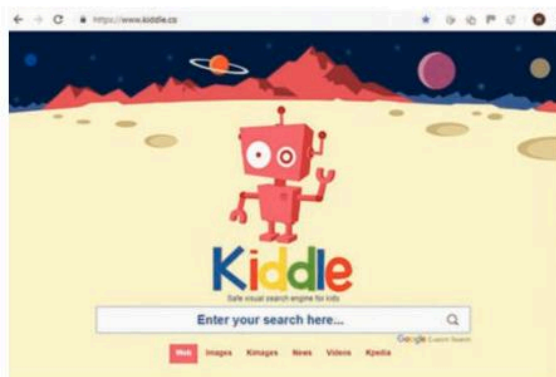 https://www.kiddle.co
Kiddle
Safe visual search engine for kids
Enter your search here...
Google Custom Search
Web Images Kimages News Videos Kpedia